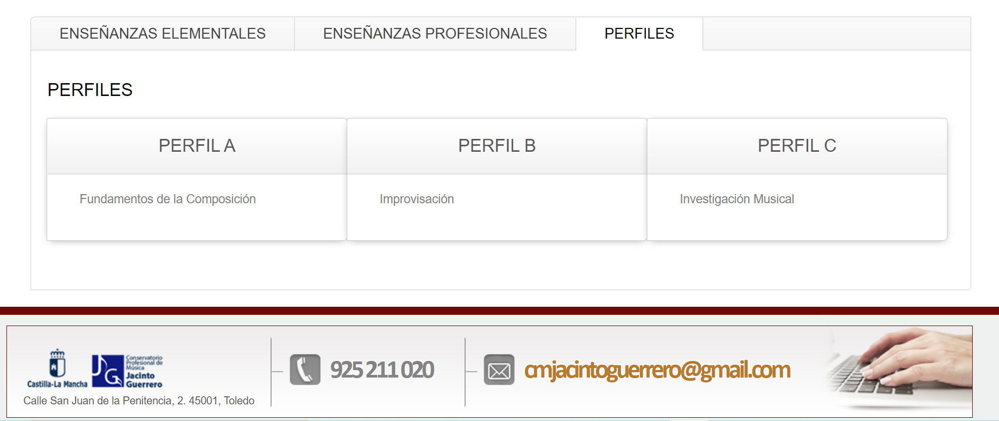 ENSEÑANZAS ELEMENTALES
ENSEÑANZAS PROFESIONALES
PERFILES
PERFILES
PERFIL A
PERFIL B
PERFIL C
Fundamentos de la Composición
Improvisación
Investigación Musical
Castilla-La Mancha
JG
Conservatorio
Profesional de
Música
Jacinto
Guerrero
Calle San Juan de la Penitencia, 2. 45001, Toledo
925 211 020
cmjacintoguerrero@gmail.com